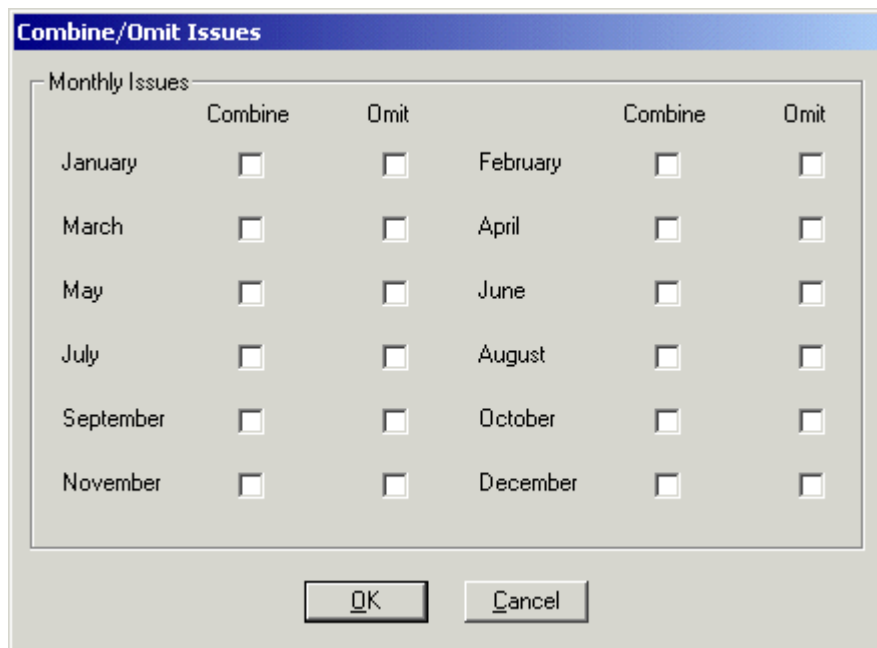 Combine/Omit Issues
Monthly Issues
Combine Omit Combine Omit
January February
March April
May June
July August
September October
November December
OK Cancel